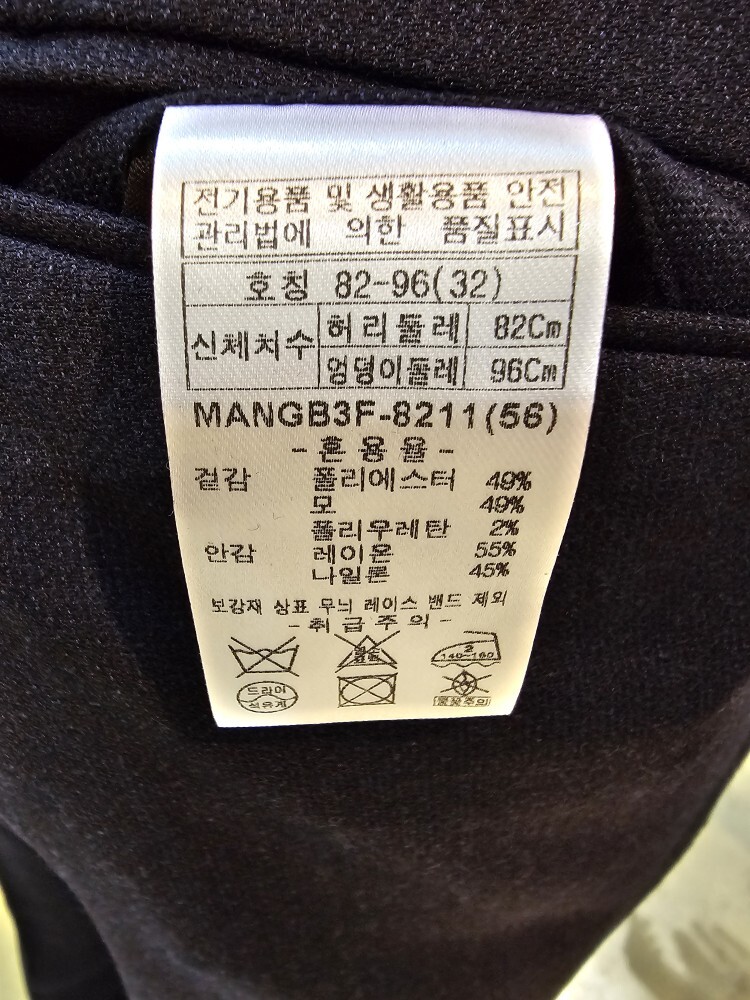 전기용품 및 생활용품 안전
관리법에 의한 품질표시
호칭 82-96(32)
신체치수 허리둘레 82Cm
엉덩이둘레 96Cm
MANGB3F-8211(56)
-혼용율-
겉감 폴리에스터 49%
모 49%
폴리우레탄 2%
안감 레이온 55%
나일론 45%
보강재 상표 무늬 레이스 밴드 제외
-취급주의-
2
140~160
드라이
석유계